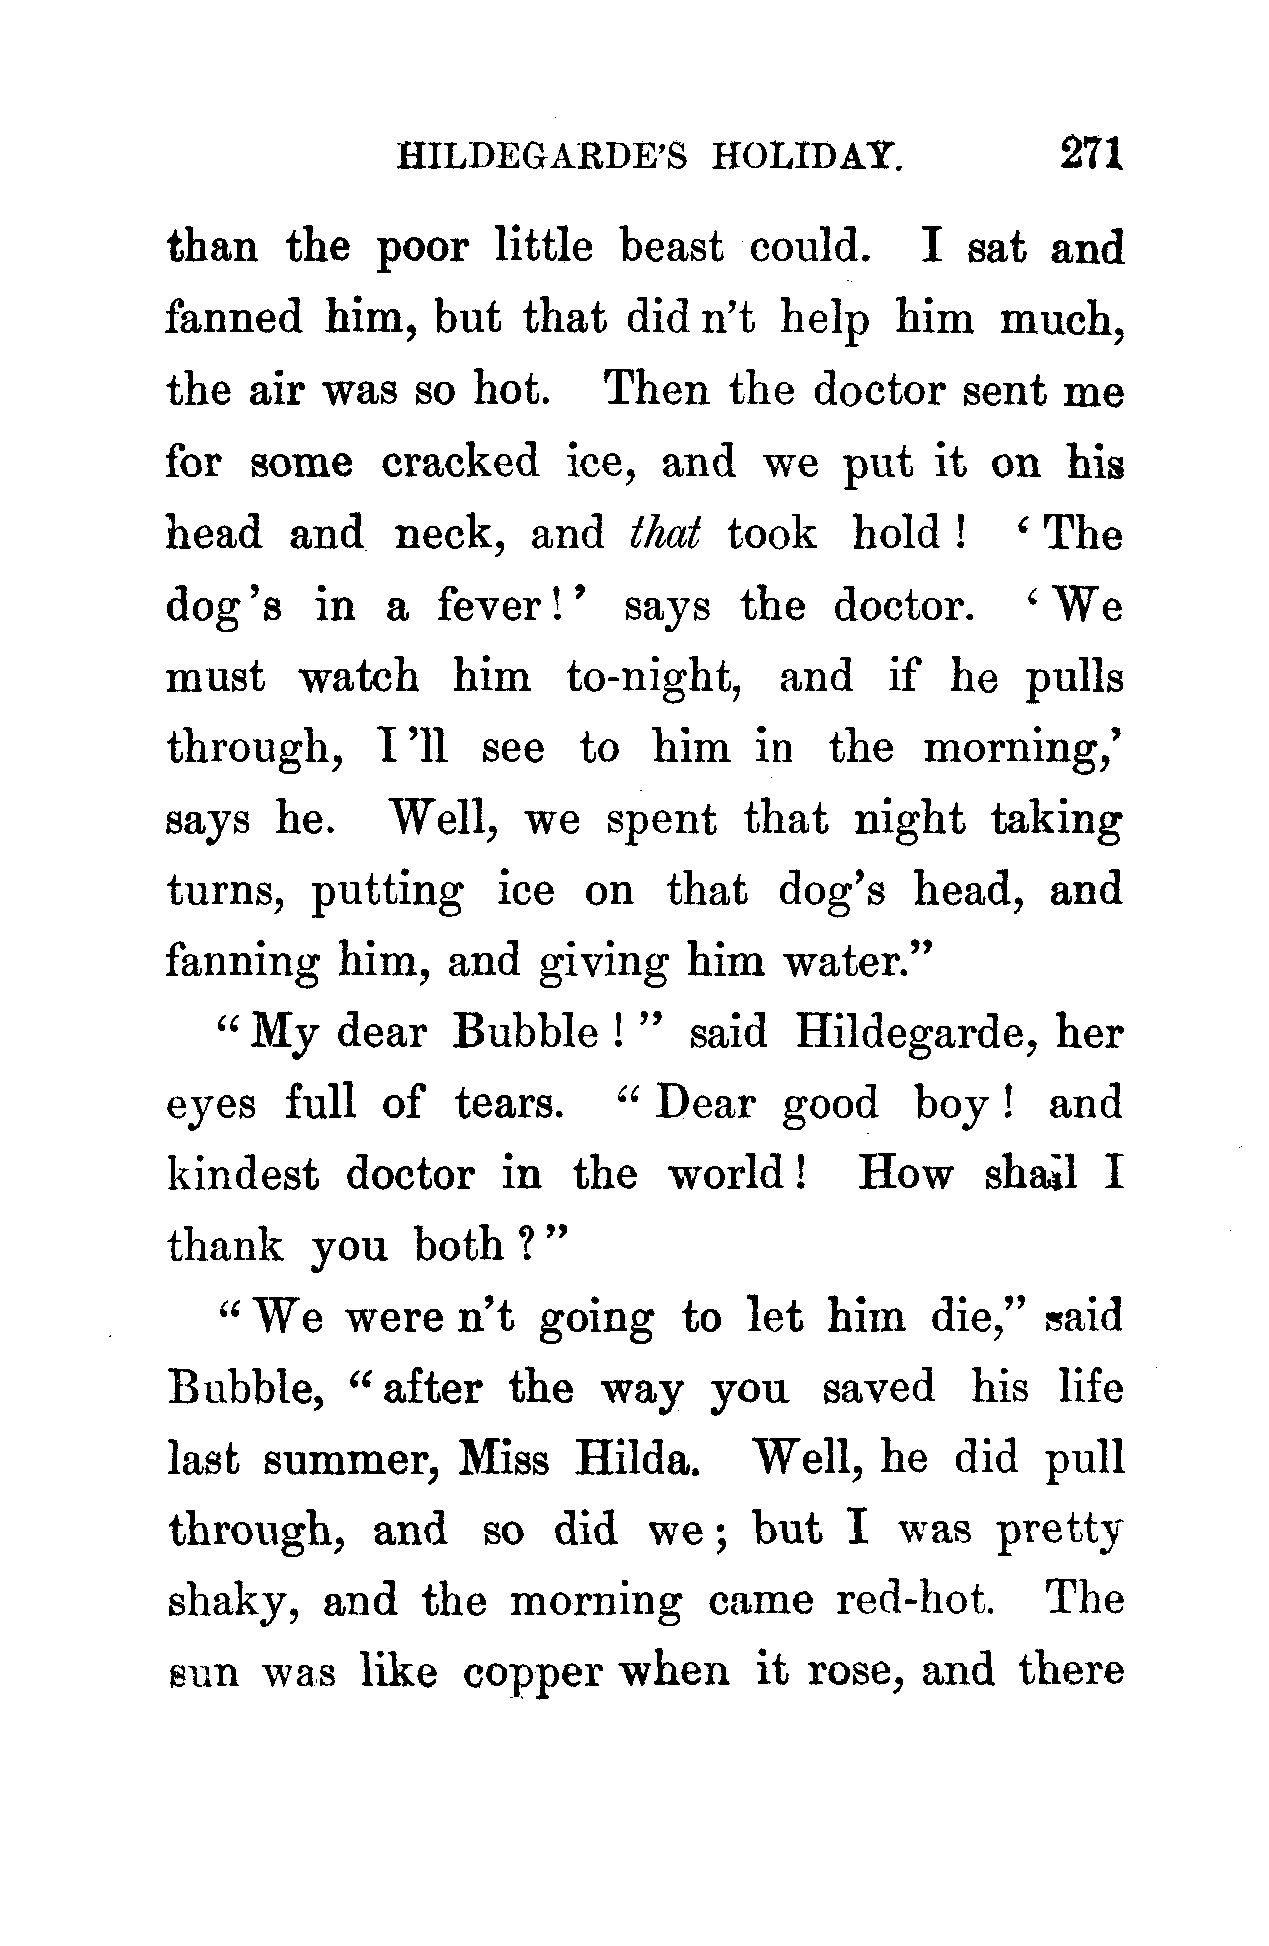 HILDEGARDE'S HOLIDAY. 271
than the poor little beast could. I sat and
fanned him, but that did n't help him much,
the air was so hot. Then the doctor sent me
for some cracked ice, and we put it on his
head and neck, and that took hold ! ‘ The
dog 's in a fever ! ’ says the doctor. ‘ We
must watch him to-night, and if he pulls
through, I 'll see to him in the morning,’
says he. Well, we spent that night taking
turns, putting ice on that dog's head, and
fanning him, and giving him water.”
“ My dear Bubble ! ” said Hildegarde, her
eyes full of tears. “ Dear good boy ! and
kindest doctor in the world ! How shall I
thank you both ? ”
“ We were n't going to let him die,” said
Bubble, “ after the way you saved his life
last summer, Miss Hilda. Well, he did pull
through, and so did we ; but I was pretty
shaky, and the morning came red-hot. The
sun was like copper when it rose, and there